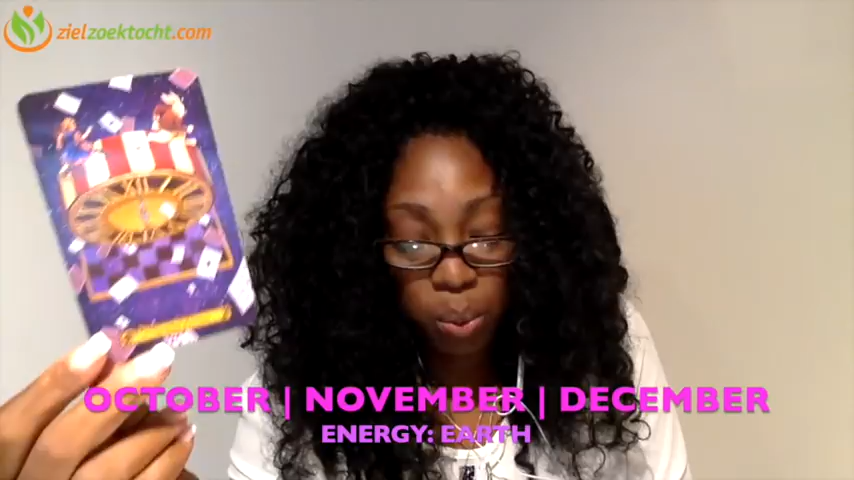 zielzoektocht.com
OCTOBER | NOVEMBER | DECEMBER
ENERGY: EARTH